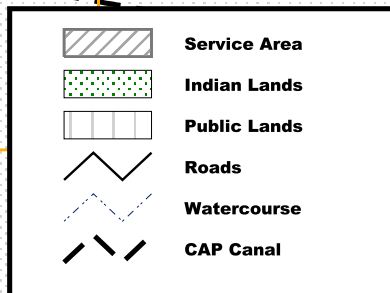 Service Area
Indian Lands
Public Lands
Roads
Watercourse
CAP Canal